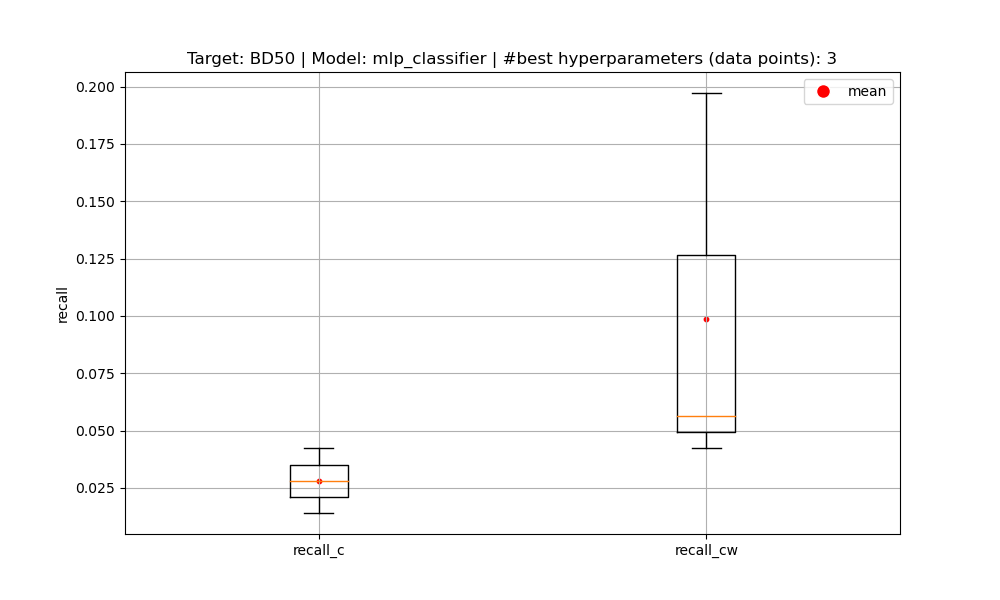 Target: BD50 | Model: mlp_classifier | #best hyperparameters (data points): 3
mean
0.200
0.175
0.150
0.125
0.100
0.075
0.050
0.025
recall
recall_c
recall_cw